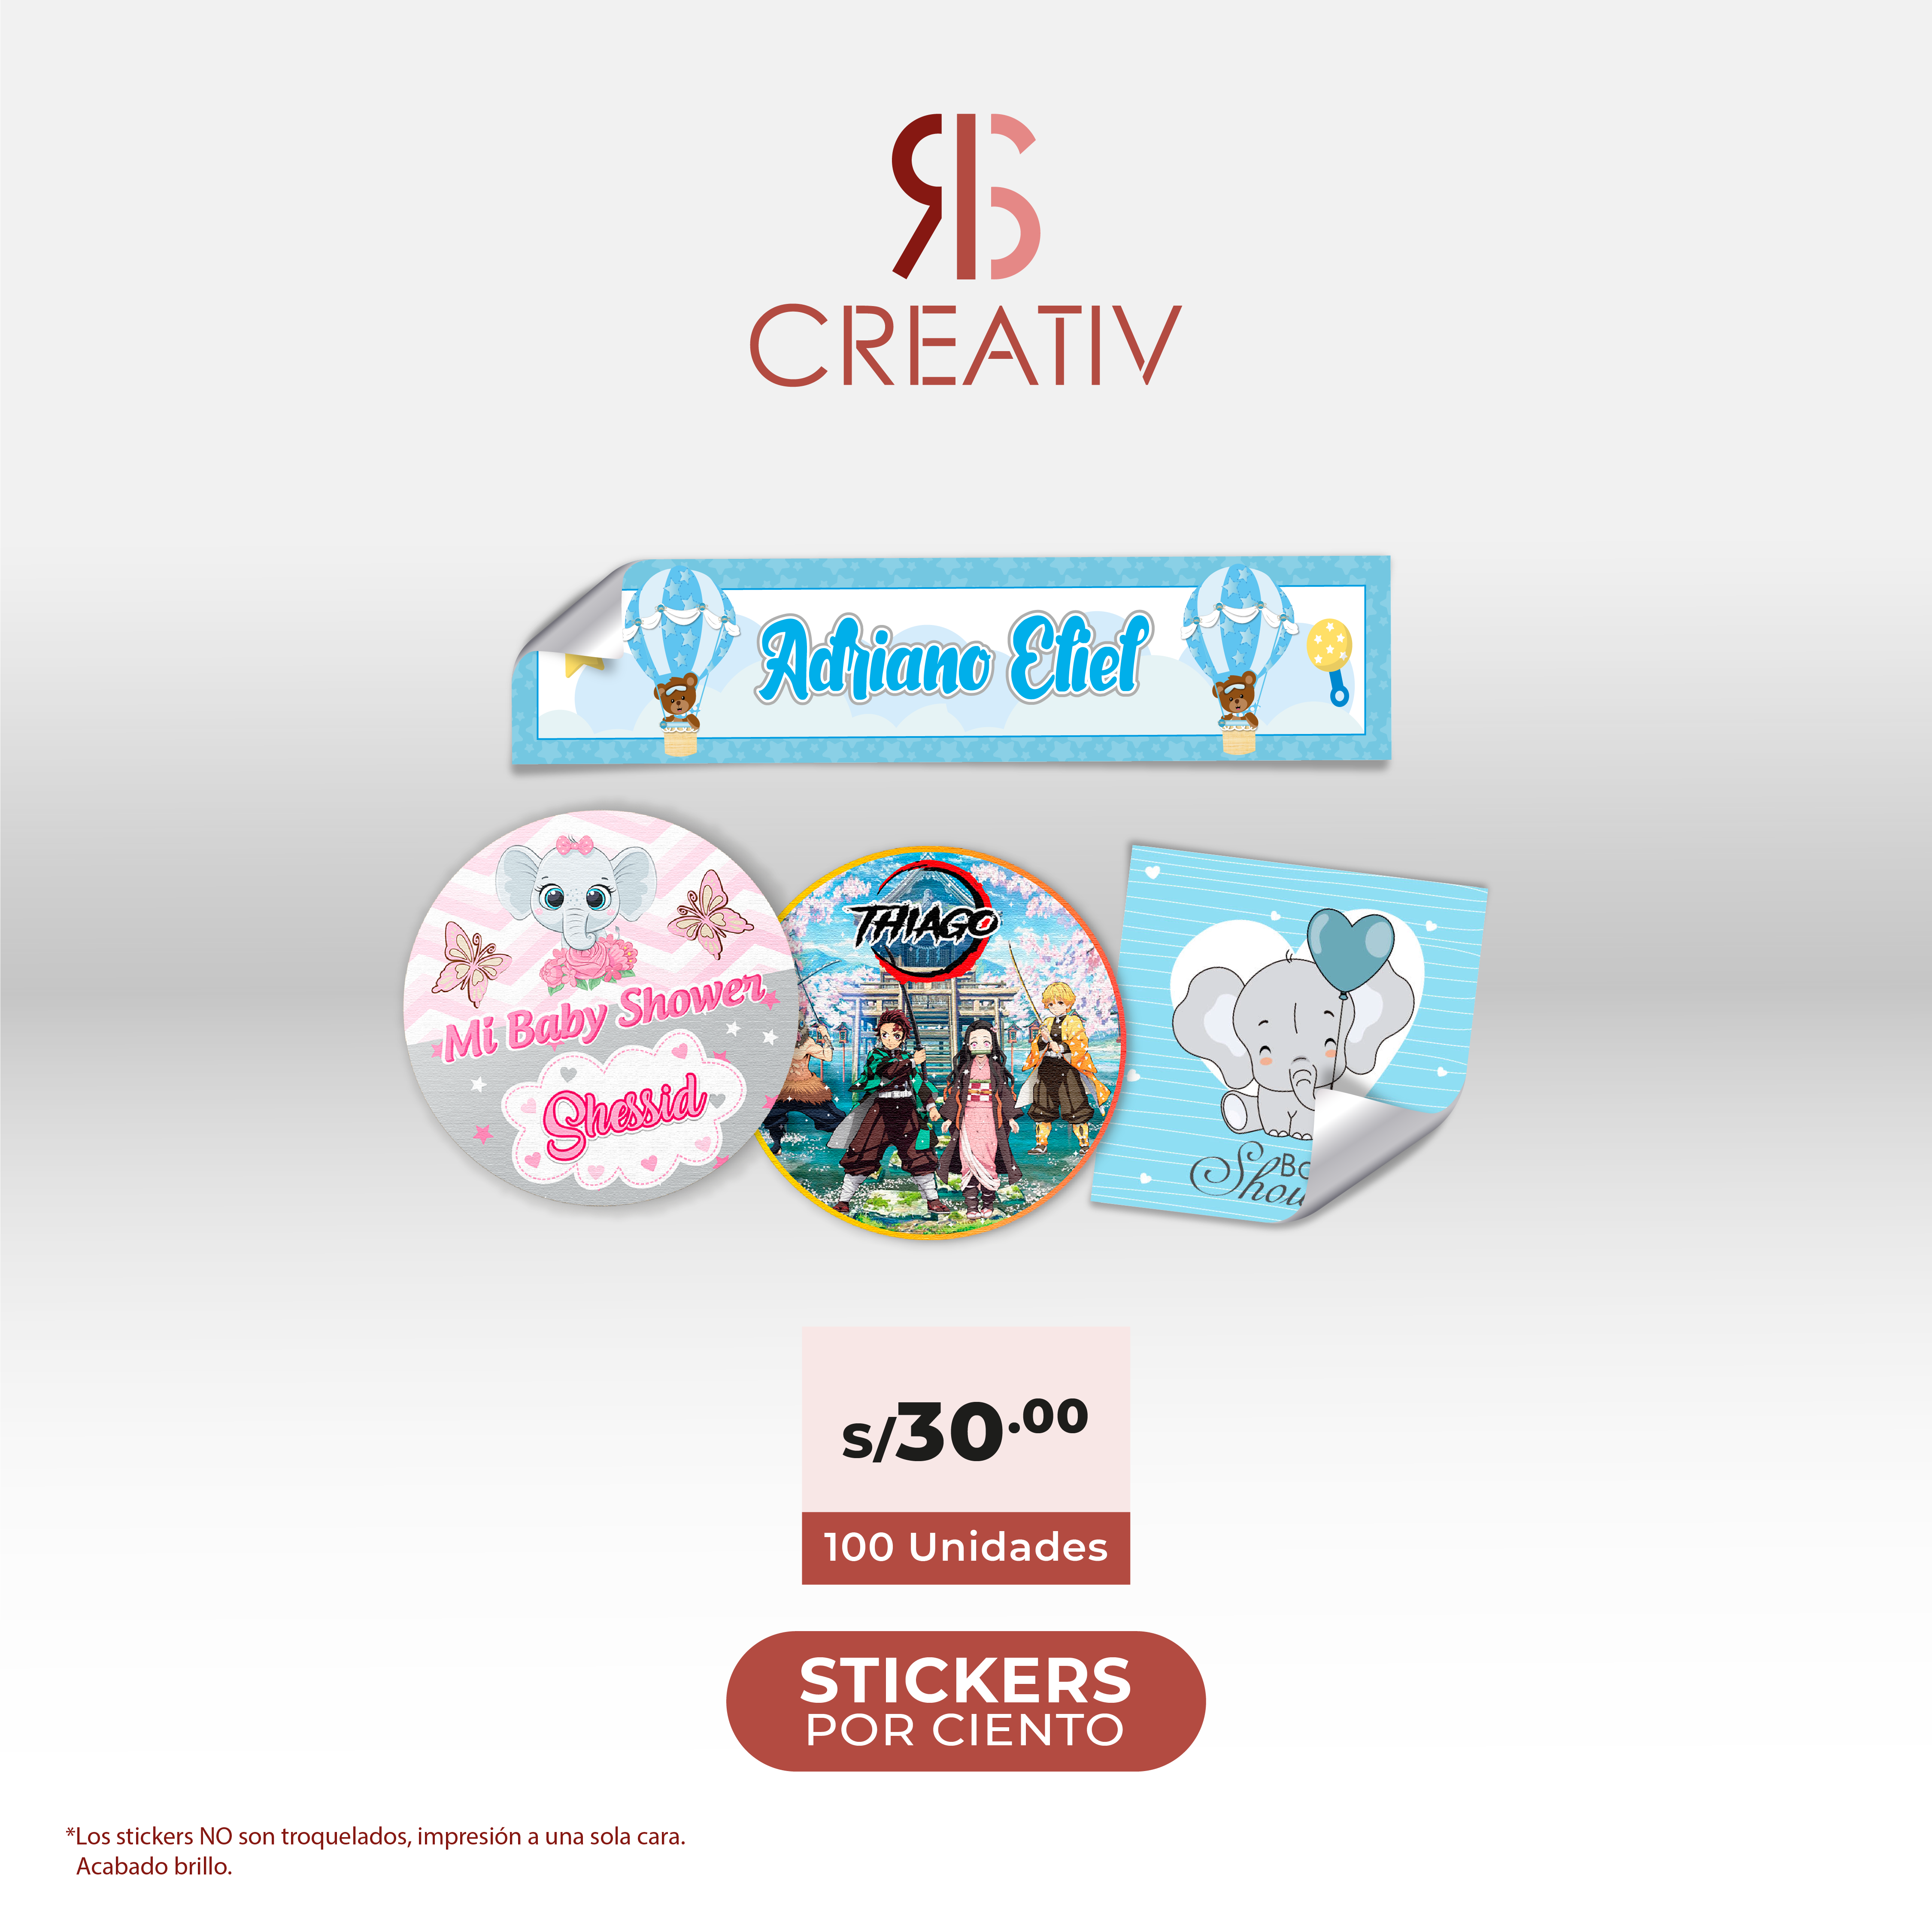 RS
CREATIV
Adriano Eliel
Mi Baby Shower
Shessid
THIAGO
s/30.00
100 Unidades
STICKERS
POR CIENTO
*Los stickers NO son troquelados, impresión a una sola cara.
Acabado brillo.